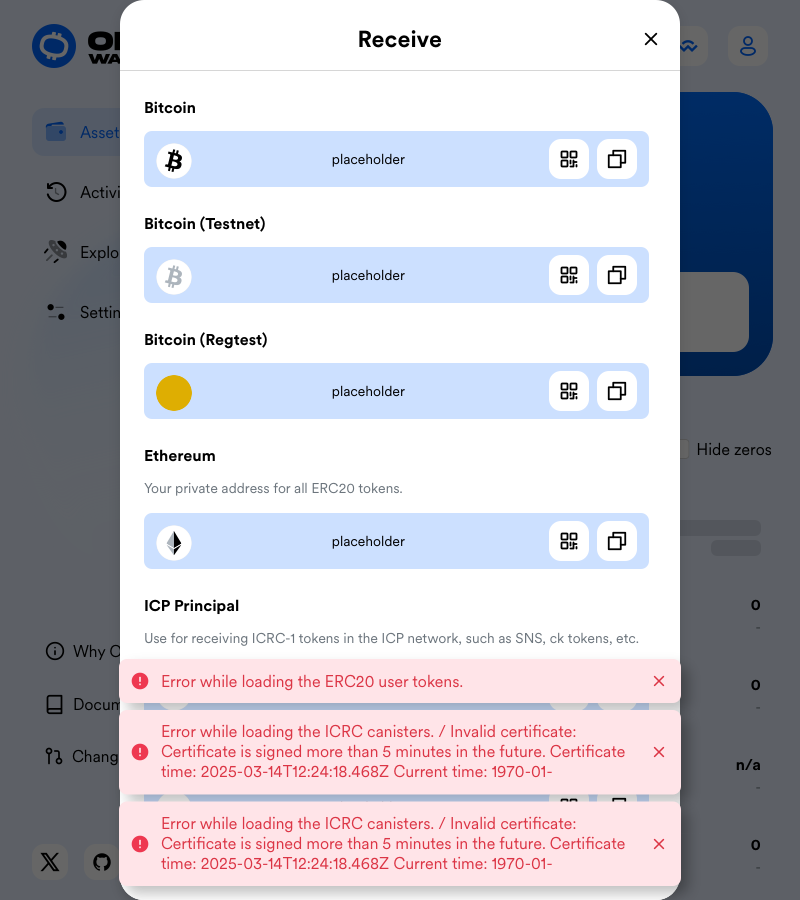 Receive
Bitcoin
placeholder
Bitcoin (Testnet)
placeholder
Bitcoin (Regtest)
placeholder
Ethereum
Your private address for all ERC20 tokens.
placeholder
ICP Principal
Use for receiving ICRC-1 tokens in the ICP network, such as SNS, ck tokens, etc.
Error while loading the ERC20 user tokens.
Error while loading the ICRC canisters. / Invalid certificate:
Certificate is signed more than 5 minutes in the future. Certificate
time: 2025-03-14T12:24:18.468Z Current time: 1970-01-
Error while loading the ICRC canisters. / Invalid certificate:
Certificate is signed more than 5 minutes in the future. Certificate
time: 2025-03-14T12:24:18.468Z Current time: 1970-01-
Asset
Activi
Explo
Settin
Why O
Docum
Chang
Hide zeros
0
-
0
-
n/a
-
0
-